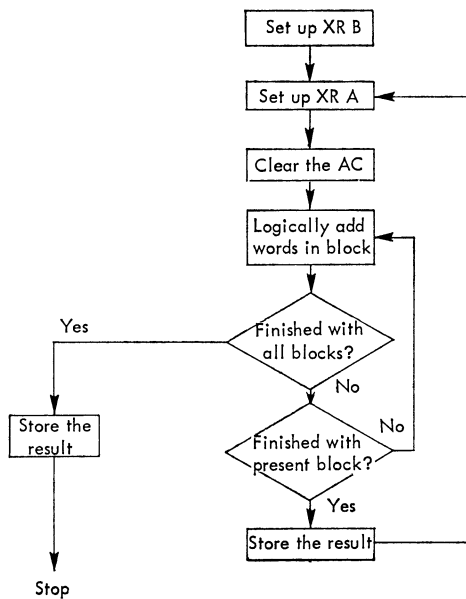 Set up XR B
Set up XR A
Clear the AC
Logically add
words in block
Yes
Finished with
all blocks?
No
Store the
result
Finished with
present block?
No
Yes
Store the result
Stop